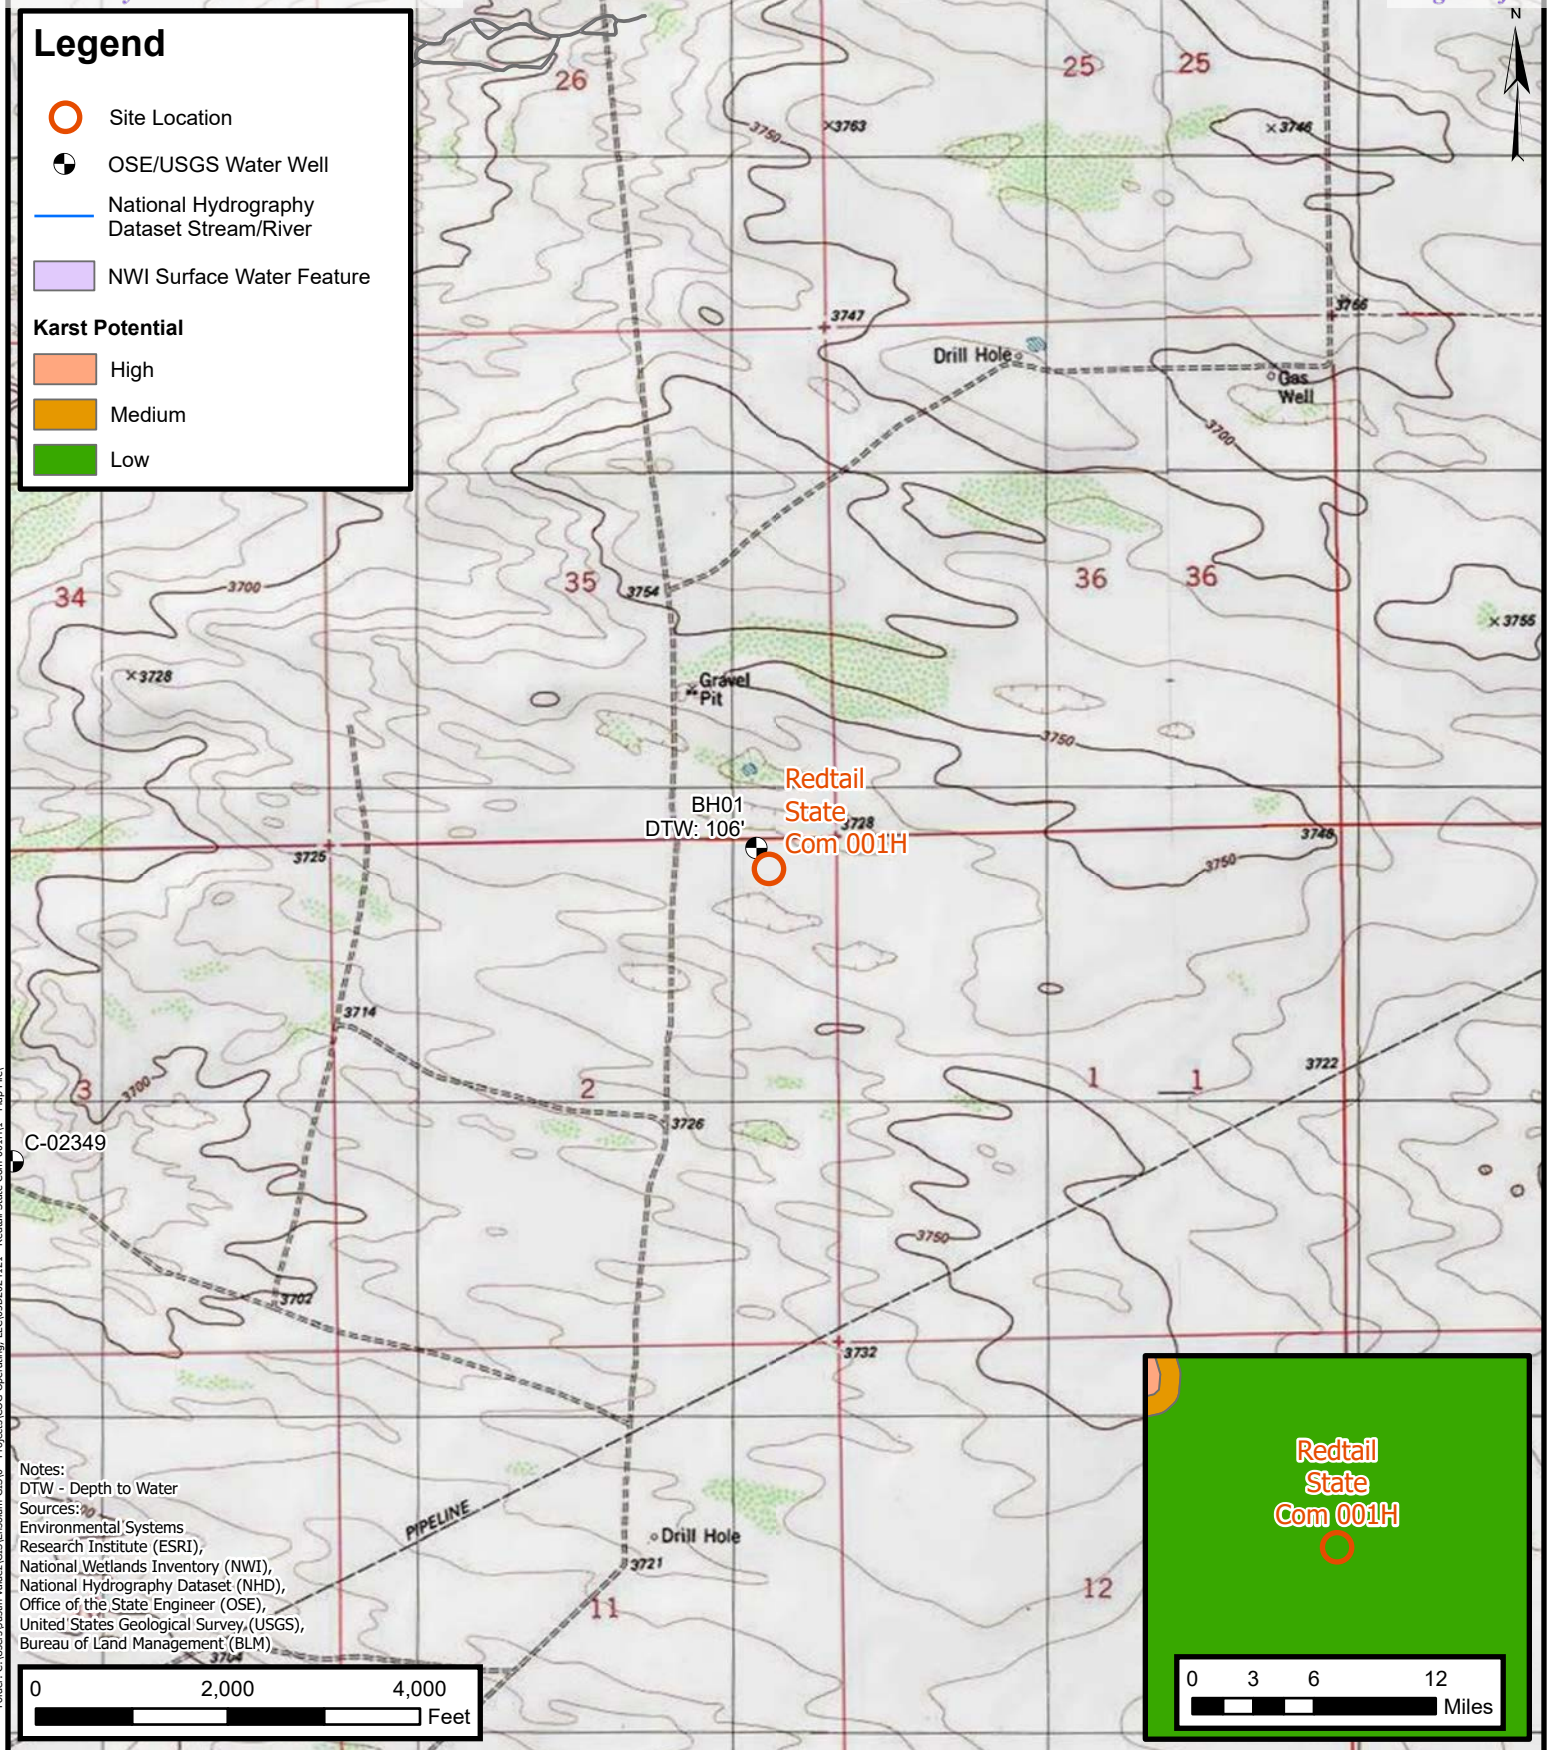 Legend
Site Location
OSE/USGS Water Well
National Hydrography
Dataset Stream/River
NWI Surface Water Feature
Karst Potential
High
Medium
Low
N
26
25
25
3750
×3763
×3746
3747
3766
Drill Hole
Gas
Well
3700
34
3700
35
3754
36
36
×3755
×3728
Gravel
Pit
3750
Redtail
State
Com 001H
BH01
DTW: 106'
3728
3725
3748
3750
3714
3722
3
3700
2
1
1
3726
C-02349
3750
3702
3732
PIPELINE
Drill Hole
3721
11
12
3704
Notes:
DTW - Depth to Water
Sources:
Environmental Systems
Research Institute (ESRI),
National Wetlands Inventory (NWI),
National Hydrography Dataset (NHD),
Office of the State Engineer (OSE),
United States Geological Survey (USGS),
Bureau of Land Management (BLM)
0 2,000 4,000
Feet
Redtail
State
Com 001H
0 3 6 12
Miles